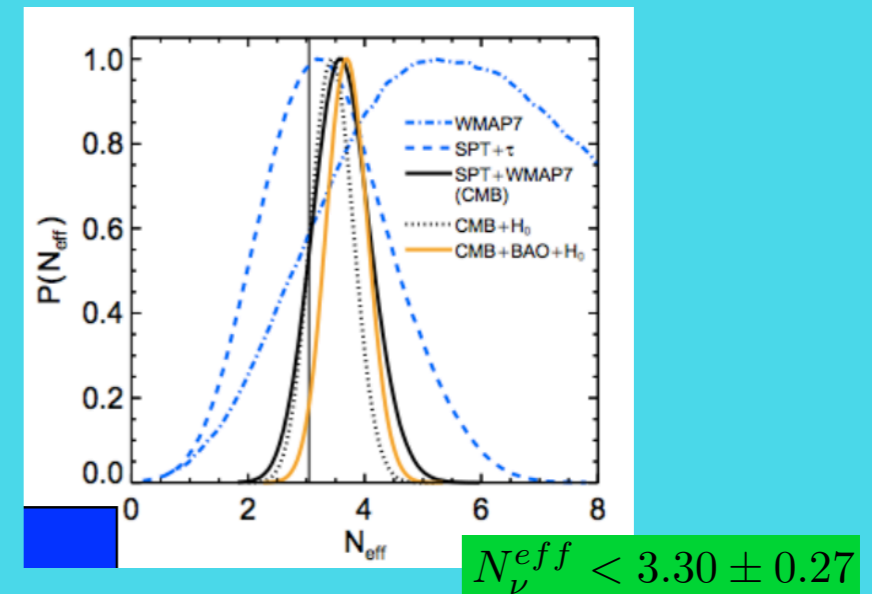 1.0
0.8
0.6
0.4
0.2
0.0
P(N_eff)
WMAP7
SPT+τ
SPT+WMAP7
(CMB)
CMB+H₀
CMB+BAO+H₀
0 2 4 6 8
N_eff
N_ν^{eff} < 3.30 ± 0.27